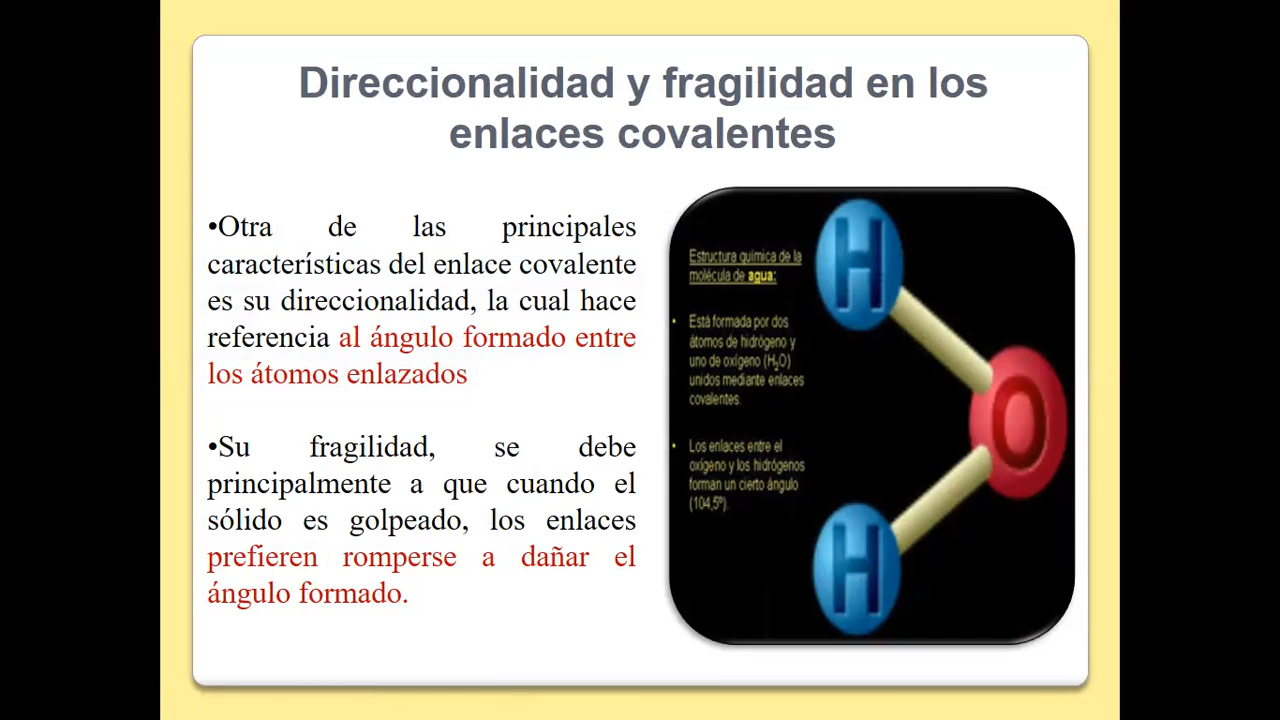 Direccionalidad y fragilidad en los
enlaces covalentes
•Otra de las principales
características del enlace covalente
es su direccionalidad, la cual hace
referencia al ángulo formado entre
los átomos enlazados
•Su fragilidad, se debe
principalmente a que cuando el
sólido es golpeado, los enlaces
prefieren romperse a dañar el
ángulo formado.
Estructura química de la
molécula de agua:
• Está formada por dos
átomos de hidrógeno y
uno de oxígeno (H₂O)
unidos mediante enlaces
covalentes.
• Los enlaces entre el
oxígeno y los hidrógenos
forman un cierto ángulo
(104,5º).
H
O
H